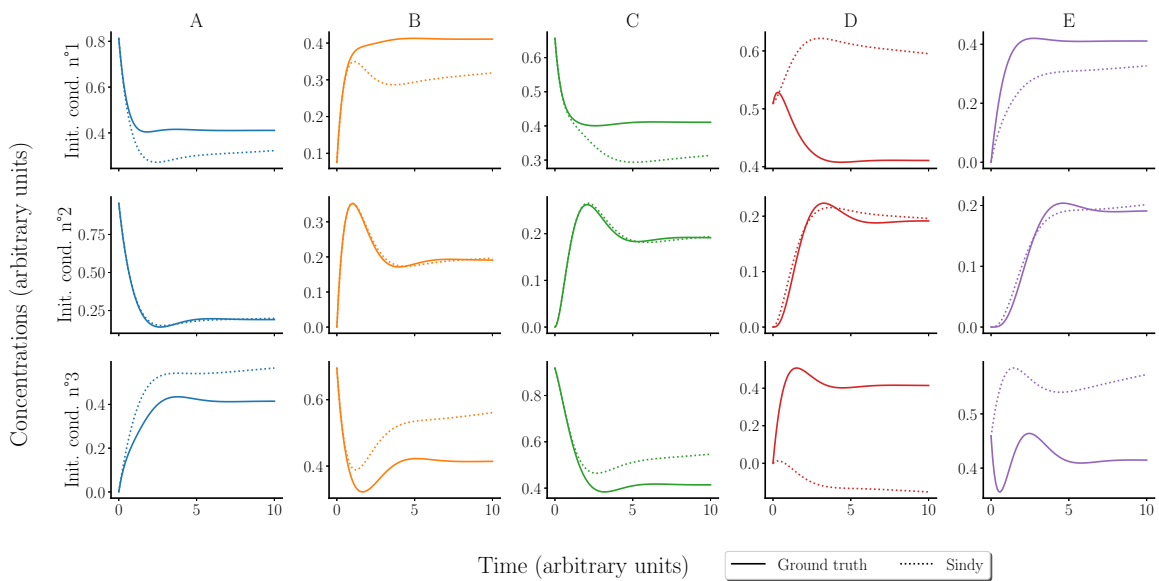 A B C D E
Concentrations (arbitrary units)
Init. cond. n°1
0.8 0.6 0.4
0.4 0.3 0.2 0.1
0.6 0.5 0.4 0.3
0.6 0.5 0.4
0.4 0.2 0.0
Init. cond. n°2
0.75 0.50 0.25
0.3 0.2 0.1 0.0
0.2 0.1 0.0
0.2 0.1 0.0
0.2 0.1 0.0
Init. cond. n°3
0.4 0.2 0.0
0.6 0.4
0.8 0.6 0.4
0.4 0.2 0.0
0.5 0.4
0 5 10 0 5 10 0 5 10 0 5 10 0 5 10
Time (arbitrary units)
Ground truth Sindy